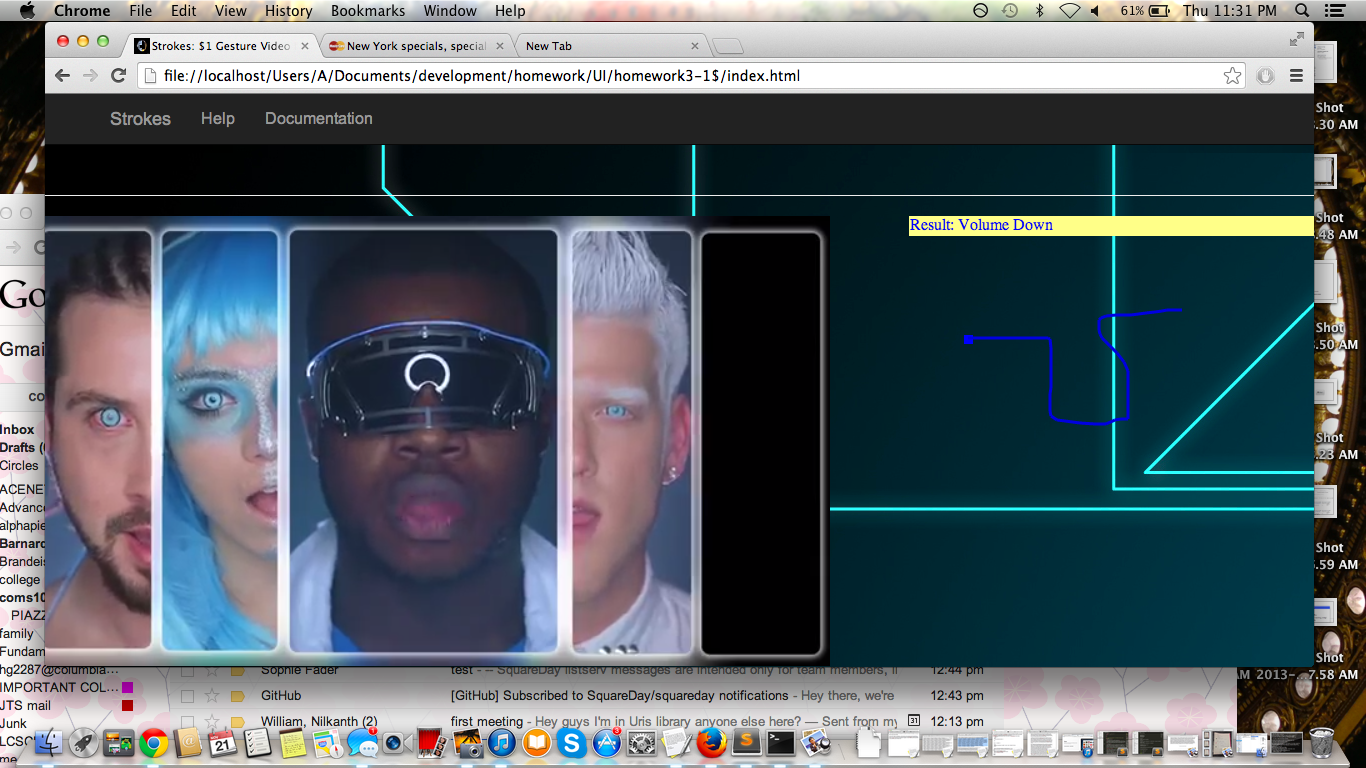 Chrome File Edit View History Bookmarks Window Help 61% Thu 11:31 PM
Strokes: $1 Gesture Video New York specials, special New Tab
file://localhost/Users/A/Documents/development/homework/UI/homework3-1$/index.html
Strokes Help Documentation
Result: Volume Down
Go
Gmai
co
Inbox
Drafts (
Circles
ACENE
Advanc
alphapie
Barnard
Brandeis
college
coms10
PIAZZ
family
Fundam
hg2287@columbia...
IMPORTANT COL...
JTS mail
Junk
LCSC
me
Sophie Fader test - -- SquareDay listserv messages are intended only for team members, 12:44 pm
GitHub [GitHub] Subscribed to SquareDay/squareday notifications - Hey there, we're 12:43 pm
William, Nilkanth (2) first meeting - Hey guys I'm in Uris library anyone else here? — Sent from my 31 12:13 pm
Shot
.30 AM
Shot
.48 AM
Shot
.50 AM
Shot
.23 AM
Shot
.59 AM
Shot
AM 2013-...7.58 AM
JUL
21